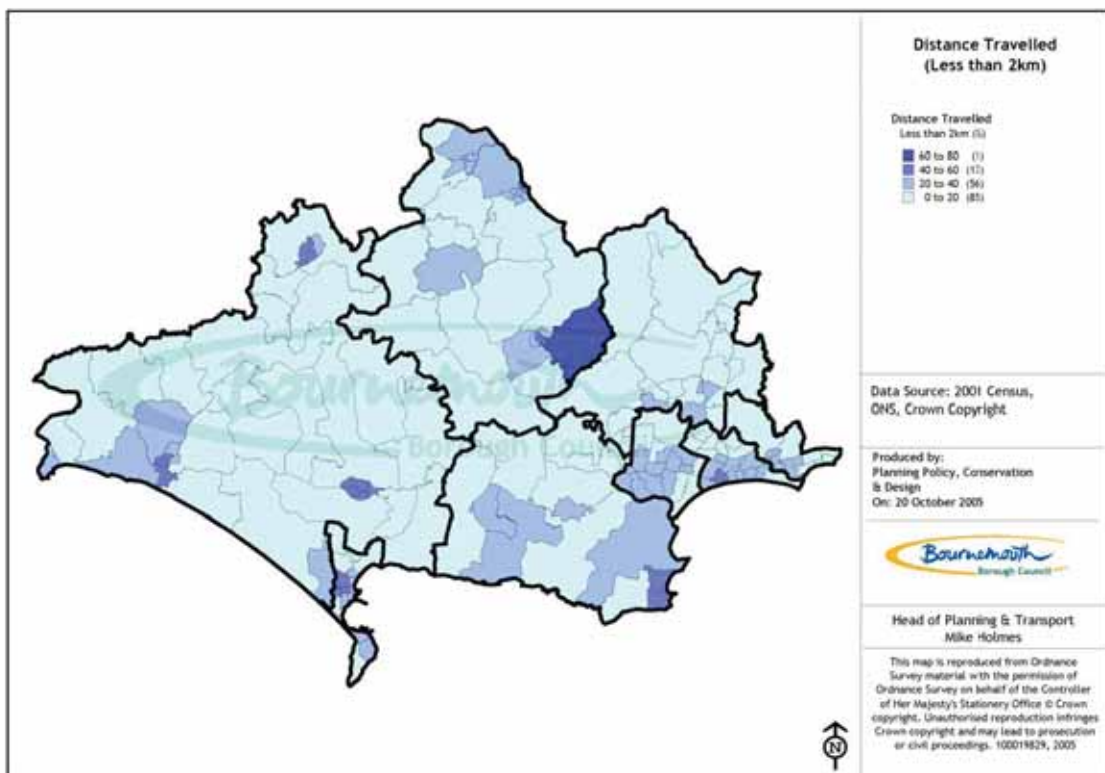 Distance Travelled
(Less than 2km)
Distance Travelled
Less than 2km (%)
60 to 80 (1)
40 to 60 (17)
20 to 40 (56)
0 to 20 (85)
Bournemouth
Borough Council
Data Source: 2001 Census,
ONS, Crown Copyright
Produced by:
Planning Policy, Conservation
& Design
On: 20 October 2005
Bournemouth
Borough Council
Head of Planning & Transport
Mike Holmes
This map is reproduced from Ordnance
Survey material with the permission of
Ordnance Survey on behalf of the Controller
of Her Majesty's Stationery Office © Crown
copyright. Unauthorised reproduction infringes
Crown copyright and may lead to prosecution
or civil proceedings. 100019829, 2005
N